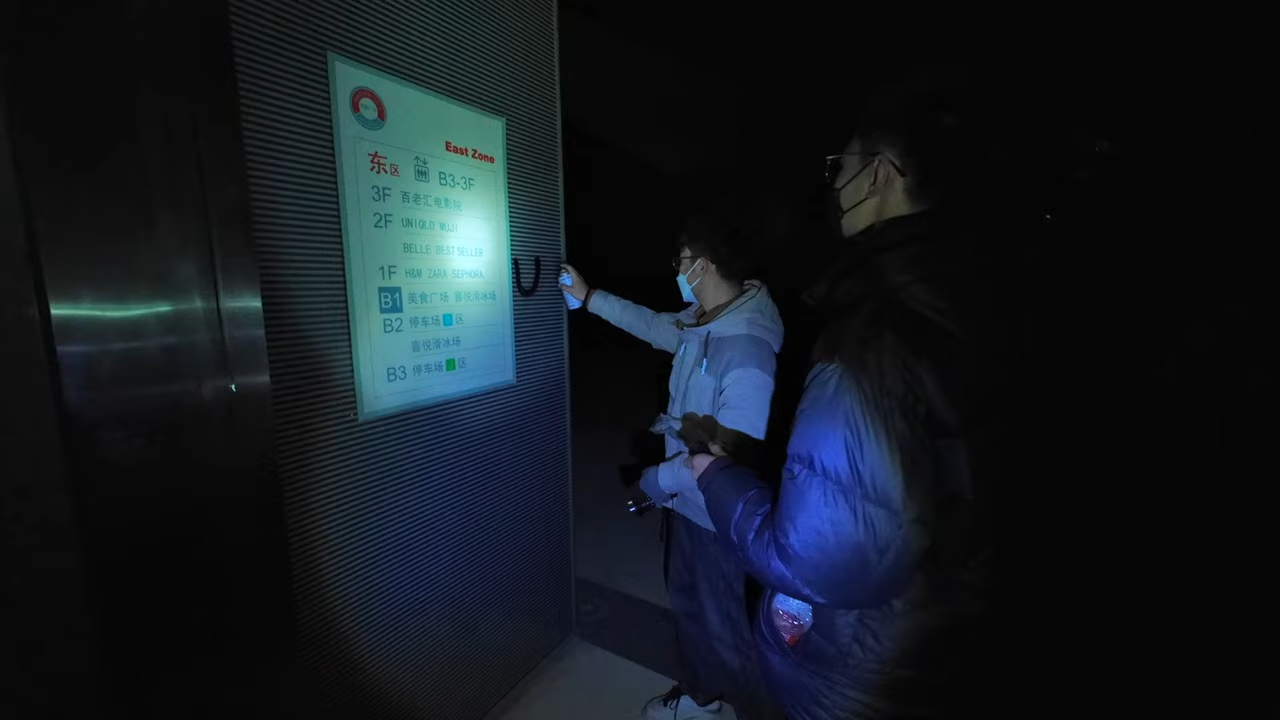 East Zone
东区 B3-3F
3F 百老汇电影院
2F UNIQLO MUJI
BELLE BEST SELLER
1F H&M ZARA SEPHORA
B1 美食广场 喜悦滑冰场
B2 停车场 区
喜悦滑冰场
B3 停车场 区